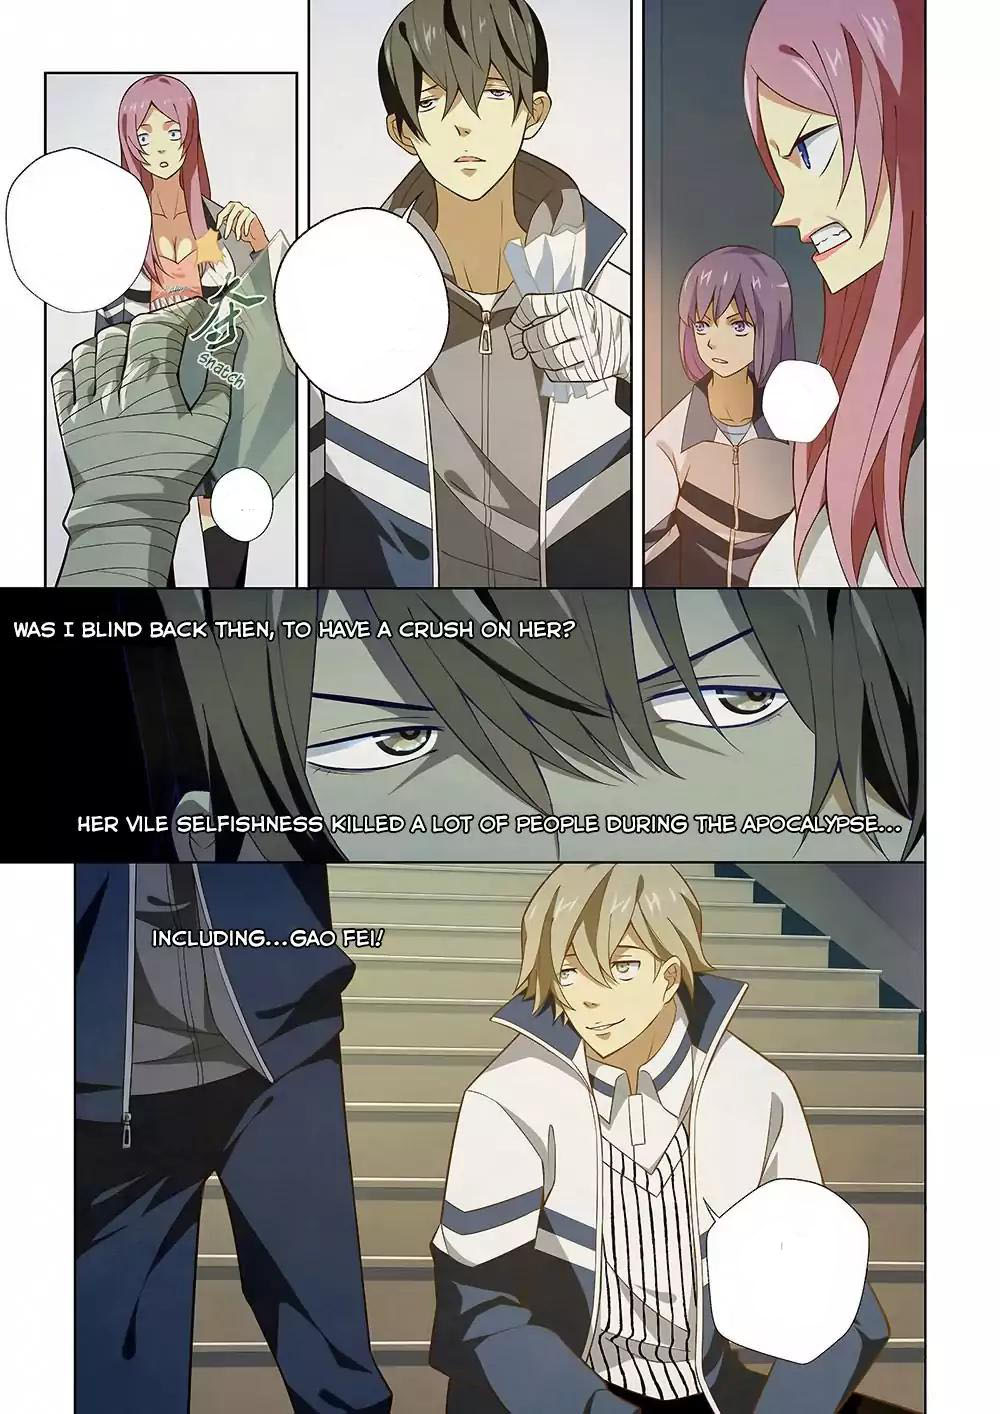 夺
snatch
WAS I BLIND BACK THEN, TO HAVE A CRUSH ON HER?
HER VILE SELFISHNESS KILLED A LOT OF PEOPLE DURING THE APOCALYPSE...
INCLUDING...GAO FEI!